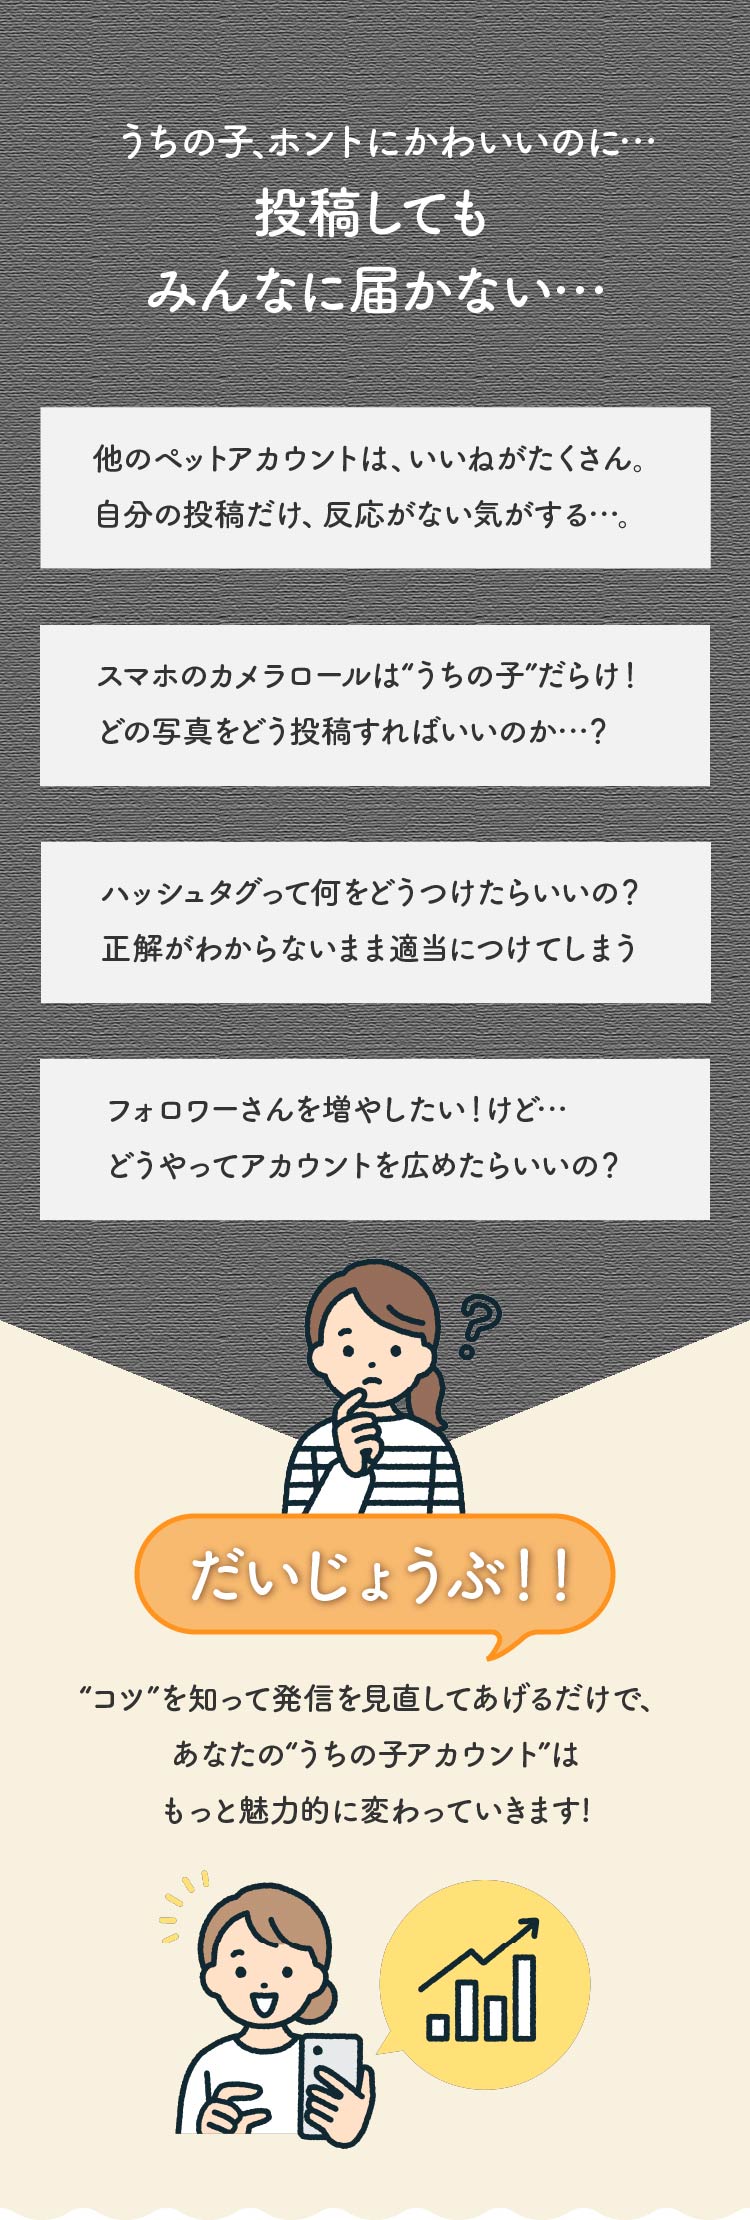 うちの子、ホントにかわいいのに…
投稿しても
みんなに届かない…
他のペットアカウントは、いいねがたくさん。
自分の投稿だけ、反応がない気がする…。
スマホのカメラロールは“うちの子”だらけ！
どの写真をどう投稿すればいいのか…？
ハッシュタグって何をどうつけたらいいの？
正解がわからないまま適当につけてしまう
フォロワーさんを増やしたい！けど…
どうやってアカウントを広めたらいいの？
?
だいじょうぶ！！
“コツ”を知って発信を見直してあげるだけで、
あなたの“うちの子アカウント”は
もっと魅力的に変わっていきます!